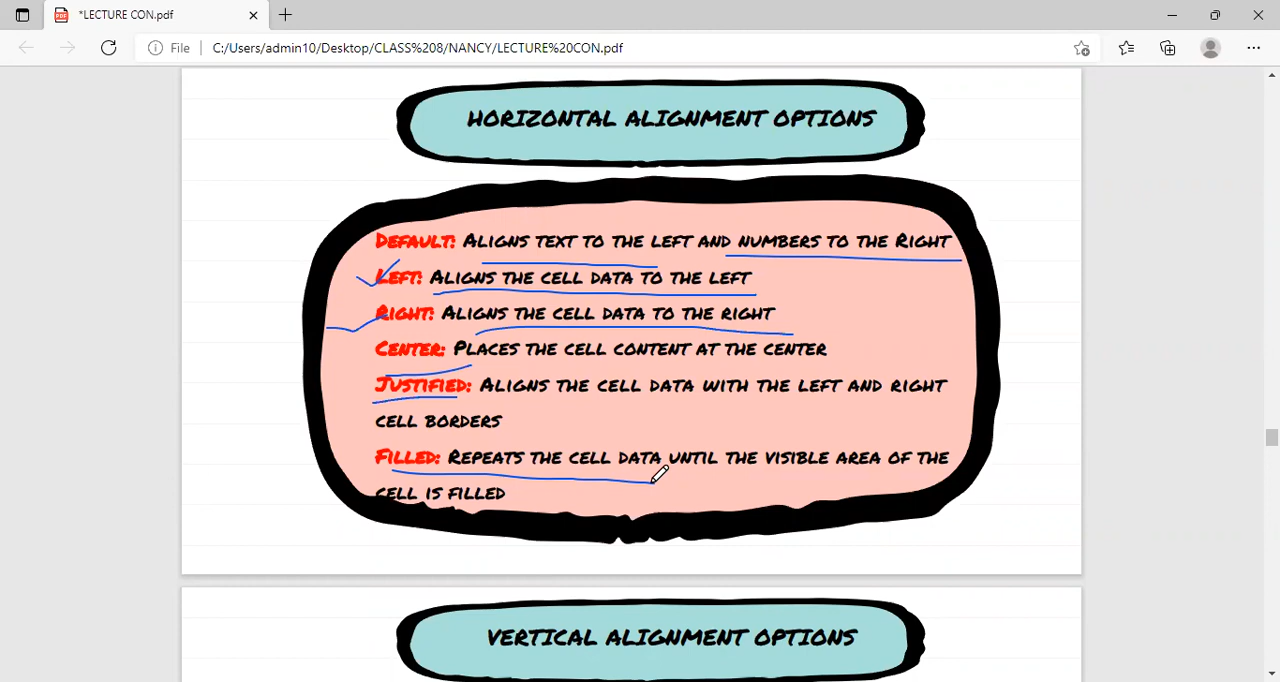 *LECTURE CON.pdf
File C:/Users/admin10/Desktop/CLASS%208/NANCY/LECTURE%20CON.pdf
HORIZONTAL ALIGNMENT OPTIONS
DEFAULT: ALIGNS TEXT TO THE LEFT AND NUMBERS TO THE RIGHT
LEFT: ALIGNS THE CELL DATA TO THE LEFT
RIGHT: ALIGNS THE CELL DATA TO THE RIGHT
CENTER: PLACES THE CELL CONTENT AT THE CENTER
JUSTIFIED: ALIGNS THE CELL DATA WITH THE LEFT AND RIGHT
CELL BORDERS
FILLED: REPEATS THE CELL DATA UNTIL THE VISIBLE AREA OF THE
CELL IS FILLED
VERTICAL ALIGNMENT OPTIONS